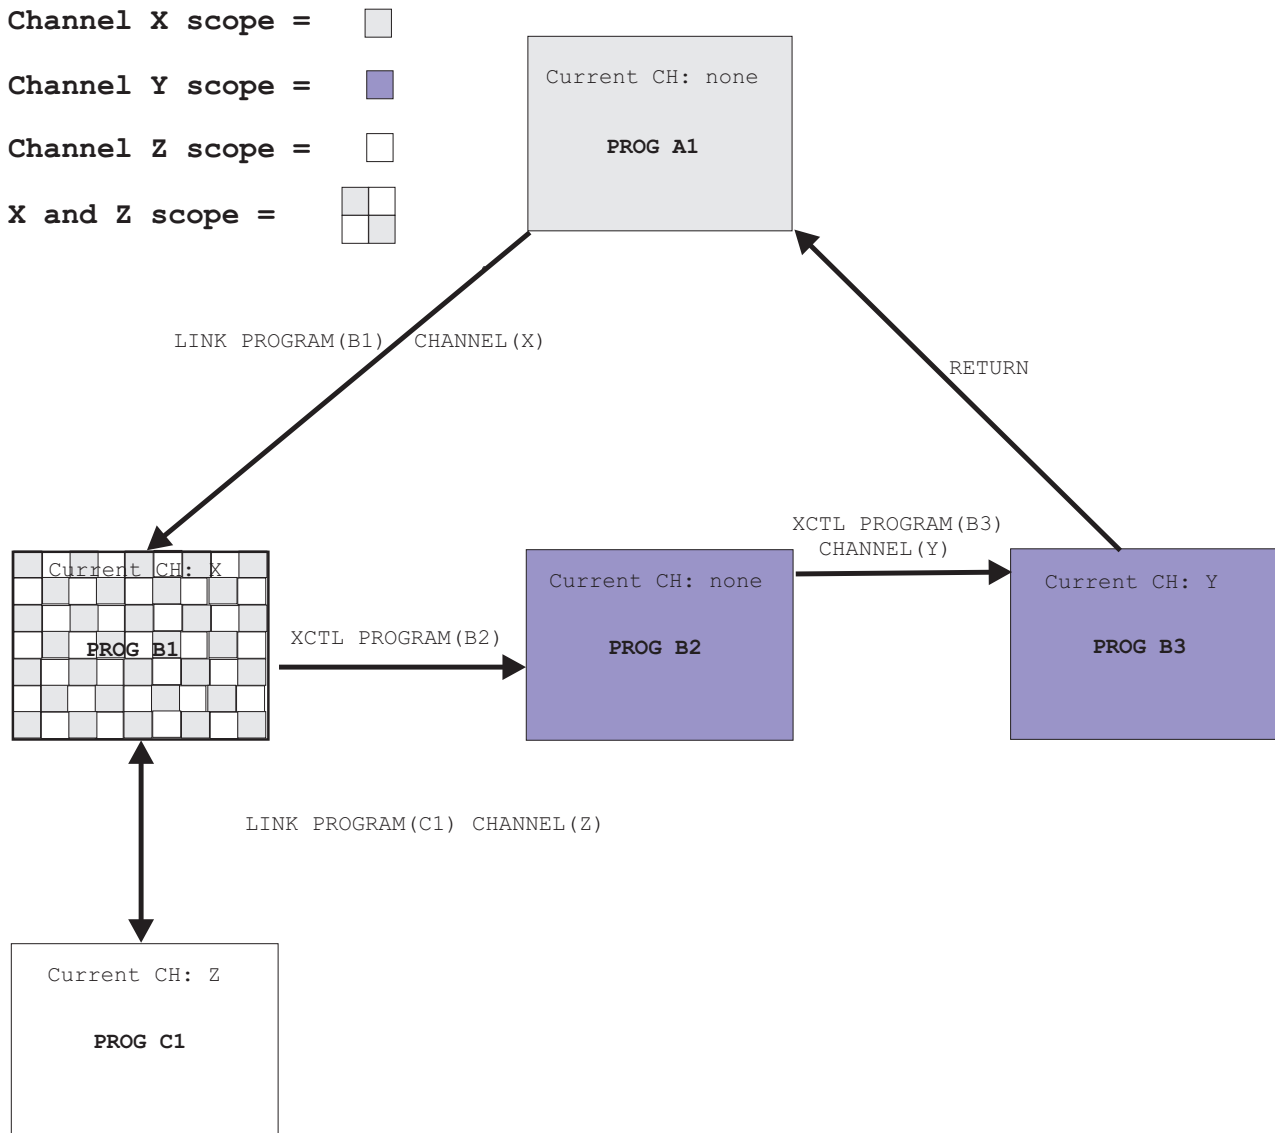 Channel X scope =
Channel Y scope =
Channel Z scope =
X and Z scope =
Current CH: none
PROG A1
LINK PROGRAM(B1) CHANNEL(X)
RETURN
XCTL PROGRAM(B3)
CHANNEL(Y)
Current CH: X
PROG B1
XCTL PROGRAM(B2)
Current CH: none
PROG B2
Current CH: Y
PROG B3
LINK PROGRAM(C1) CHANNEL(Z)
Current CH: Z
PROG C1